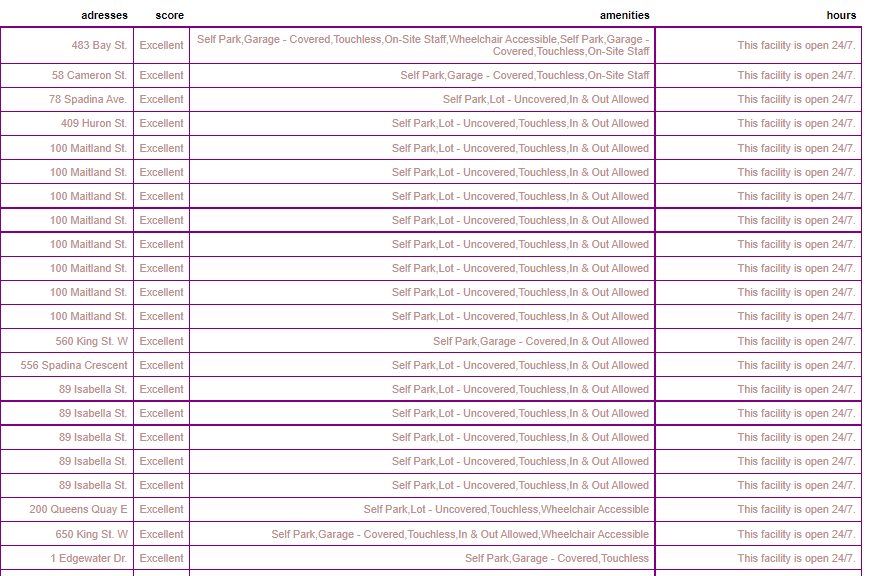 adresses score amenities hours
483 Bay St. Excellent Self Park,Garage - Covered,Touchless,On-Site Staff,Wheelchair Accessible,Self Park,Garage - Covered,Touchless,On-Site Staff This facility is open 24/7.
58 Cameron St. Excellent Self Park,Garage - Covered,Touchless,On-Site Staff This facility is open 24/7.
78 Spadina Ave. Excellent Self Park,Lot - Uncovered,In & Out Allowed This facility is open 24/7.
409 Huron St. Excellent Self Park,Lot - Uncovered,Touchless,In & Out Allowed This facility is open 24/7.
100 Maitland St. Excellent Self Park,Lot - Uncovered,Touchless,In & Out Allowed This facility is open 24/7.
100 Maitland St. Excellent Self Park,Lot - Uncovered,Touchless,In & Out Allowed This facility is open 24/7.
100 Maitland St. Excellent Self Park,Lot - Uncovered,Touchless,In & Out Allowed This facility is open 24/7.
100 Maitland St. Excellent Self Park,Lot - Uncovered,Touchless,In & Out Allowed This facility is open 24/7.
100 Maitland St. Excellent Self Park,Lot - Uncovered,Touchless,In & Out Allowed This facility is open 24/7.
100 Maitland St. Excellent Self Park,Lot - Uncovered,Touchless,In & Out Allowed This facility is open 24/7.
100 Maitland St. Excellent Self Park,Lot - Uncovered,Touchless,In & Out Allowed This facility is open 24/7.
100 Maitland St. Excellent Self Park,Lot - Uncovered,Touchless,In & Out Allowed This facility is open 24/7.
560 King St. W Excellent Self Park,Garage - Covered,In & Out Allowed This facility is open 24/7.
556 Spadina Crescent Excellent Self Park,Lot - Uncovered,Touchless,In & Out Allowed This facility is open 24/7.
89 Isabella St. Excellent Self Park,Lot - Uncovered,Touchless,In & Out Allowed This facility is open 24/7.
89 Isabella St. Excellent Self Park,Lot - Uncovered,Touchless,In & Out Allowed This facility is open 24/7.
89 Isabella St. Excellent Self Park,Lot - Uncovered,Touchless,In & Out Allowed This facility is open 24/7.
89 Isabella St. Excellent Self Park,Lot - Uncovered,Touchless,In & Out Allowed This facility is open 24/7.
89 Isabella St. Excellent Self Park,Lot - Uncovered,Touchless,In & Out Allowed This facility is open 24/7.
200 Queens Quay E Excellent Self Park,Lot - Uncovered,Touchless,Wheelchair Accessible This facility is open 24/7.
650 King St. W Excellent Self Park,Garage - Covered,Touchless,In & Out Allowed,Wheelchair Accessible This facility is open 24/7.
1 Edgewater Dr. Excellent Self Park,Garage - Covered,Touchless This facility is open 24/7.